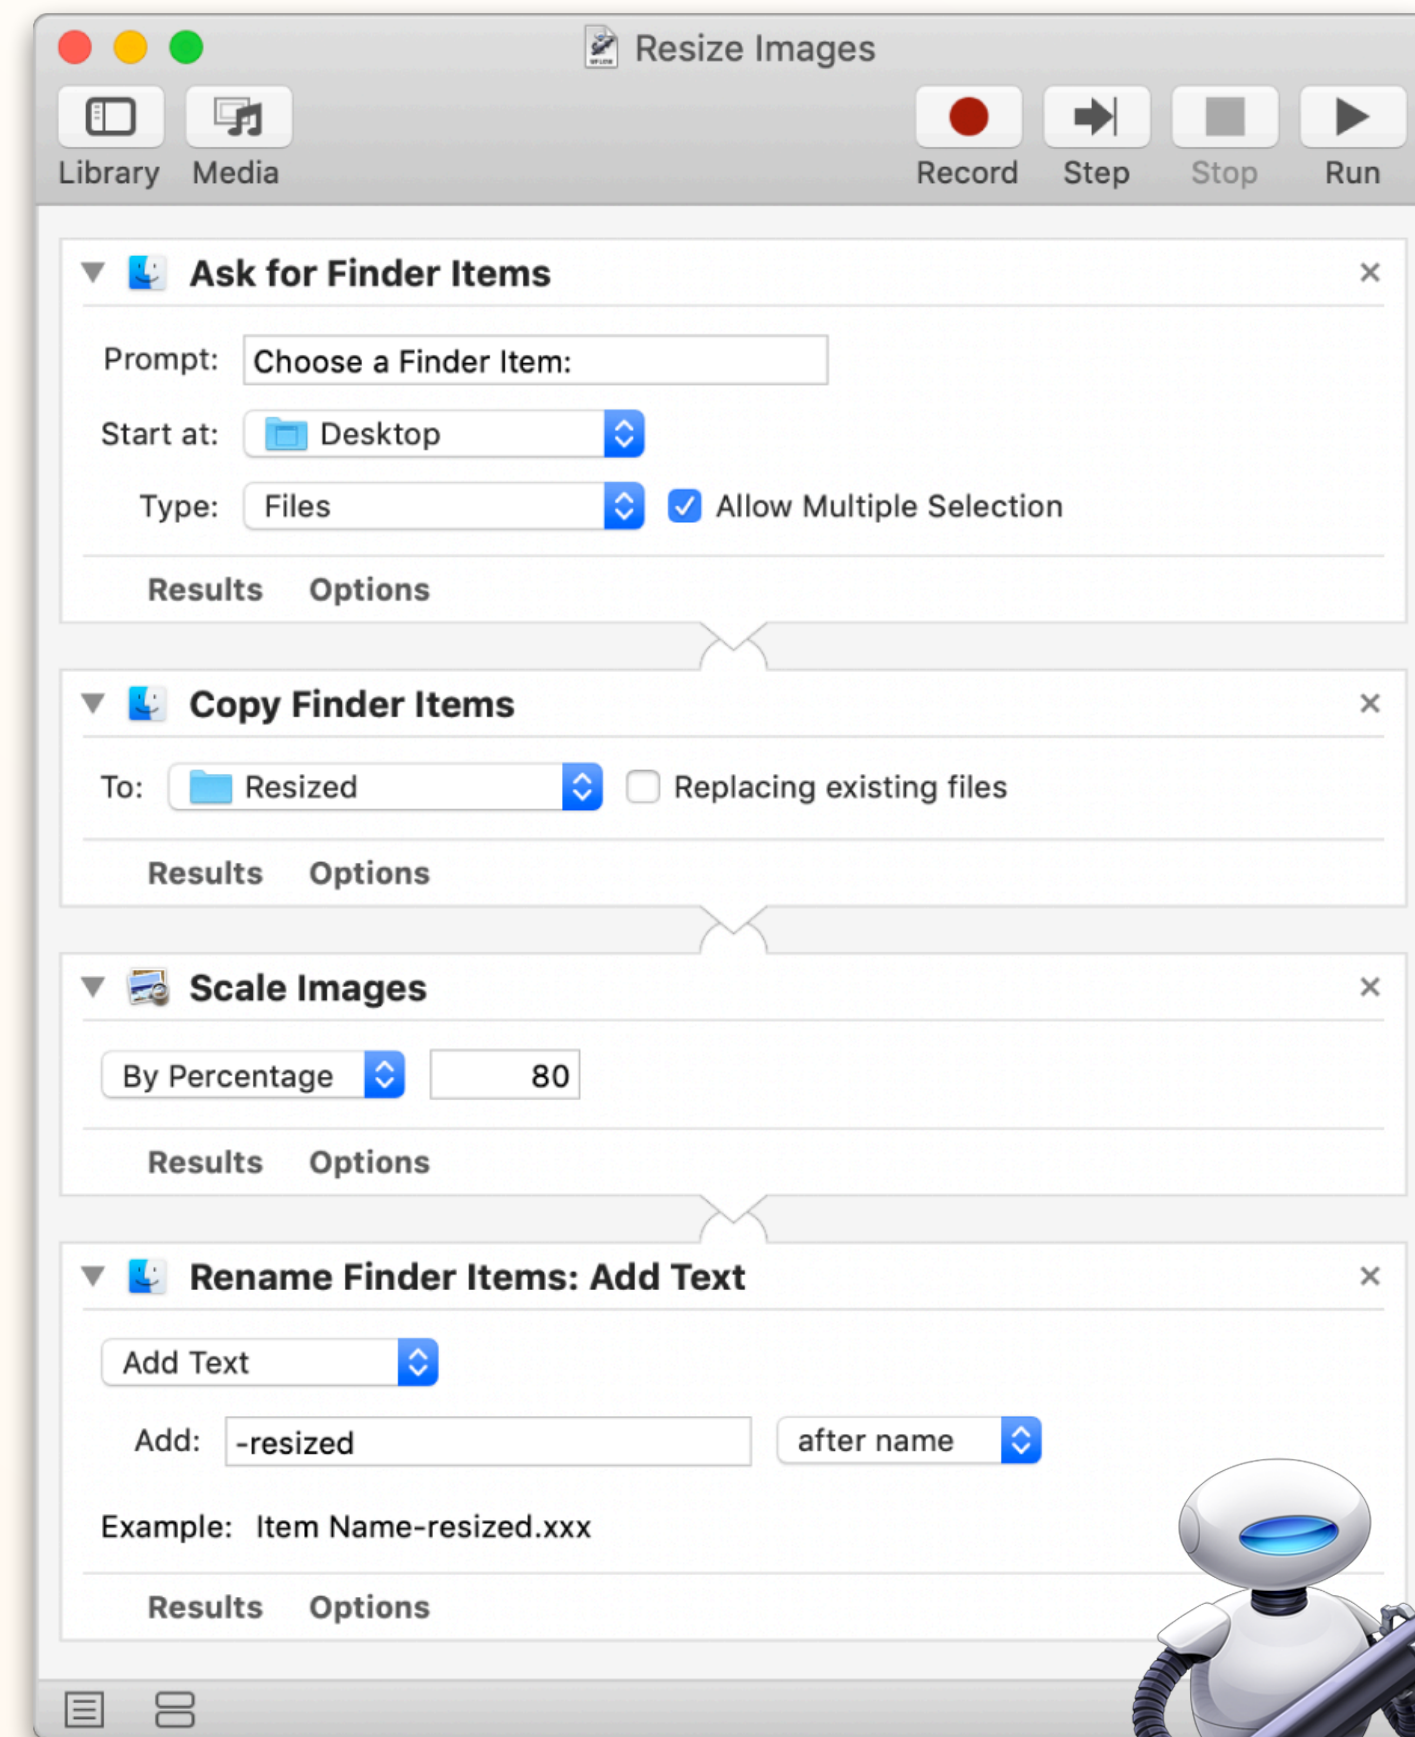 Resize Images
Library Media Record Step Stop Run
Ask for Finder Items
Prompt: Choose a Finder Item:
Start at: Desktop
Type: Files Allow Multiple Selection
Results Options
Copy Finder Items
To: Resized Replacing existing files
Results Options
Scale Images
By Percentage 80
Results Options
Rename Finder Items: Add Text
Add Text
Add: -resized after name
Example: Item Name-resized.xxx
Results Options